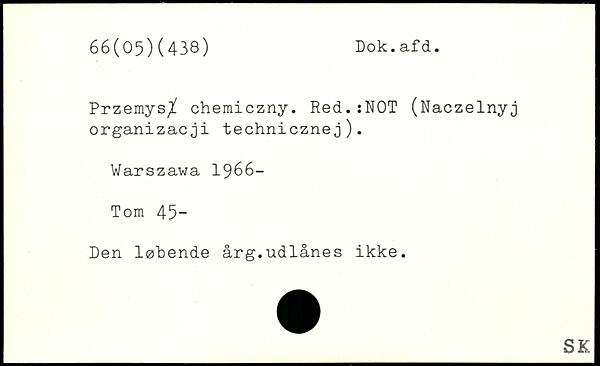 66(05)(438) Dok.afd.
Przemysł chemiczny. Red.:NOT (Naczelnyj
organizacji technicznej).
Warszawa 1966-
Tom 45-
Den løbende årg.udlånes ikke.
SK